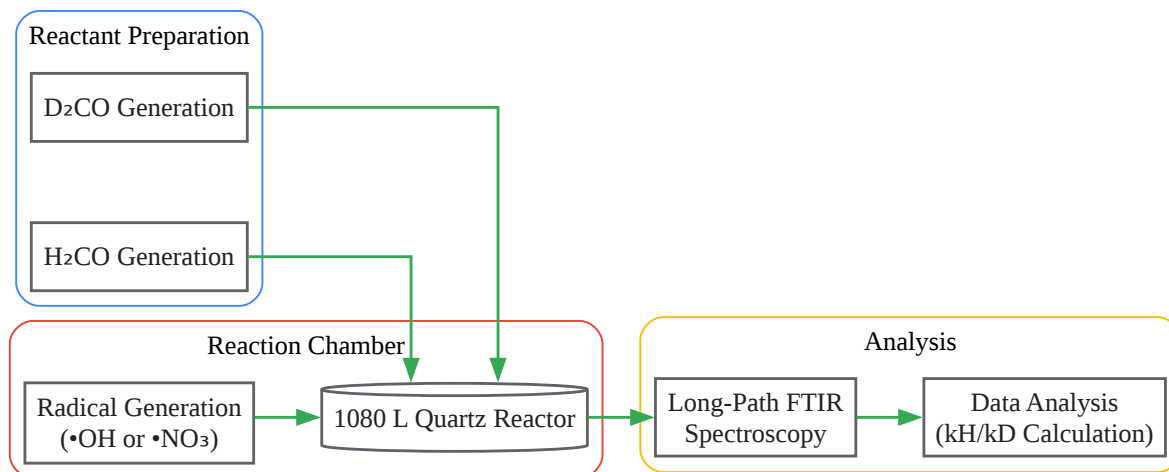 Reactant Preparation
D₂CO Generation
H₂CO Generation
Reaction Chamber
Radical Generation
(•OH or •NO₃)
1080 L Quartz Reactor
Analysis
Long-Path FTIR
Spectroscopy
Data Analysis
(kH/kD Calculation)